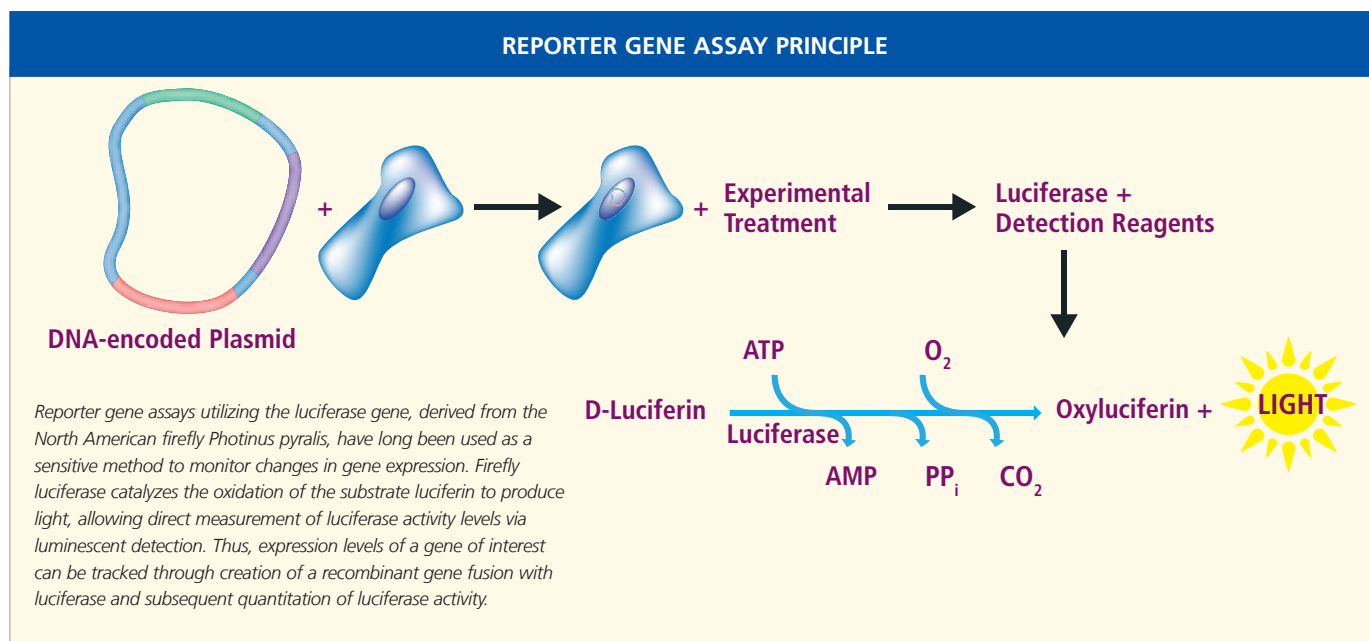 REPORTER GENE ASSAY PRINCIPLE
DNA-encoded Plasmid
+
+
Experimental
Treatment
Luciferase +
Detection Reagents
ATP
O₂
D-Luciferin
Luciferase
AMP
PPᵢ
CO₂
Oxyluciferin +
LIGHT
Reporter gene assays utilizing the luciferase gene, derived from the
North American firefly Photinus pyralis, have long been used as a
sensitive method to monitor changes in gene expression. Firefly
luciferase catalyzes the oxidation of the substrate luciferin to produce
light, allowing direct measurement of luciferase activity levels via
luminescent detection. Thus, expression levels of a gene of interest
can be tracked through creation of a recombinant gene fusion with
luciferase and subsequent quantitation of luciferase activity.